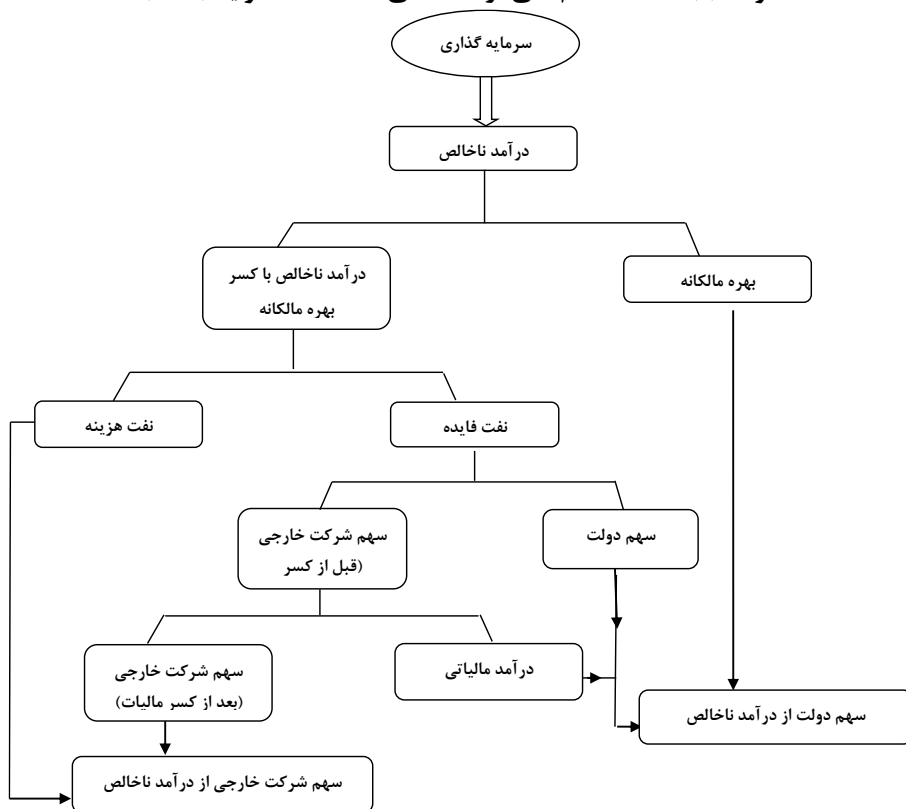 سرمایه گذاری
درآمد ناخالص
بهره مالکانه
درآمد ناخالص با کسر
بهره مالکانه
نفت فایده
نفت هزینه
سهم دولت
سهم شرکت خارجی
(قبل از کسر
درآمد مالیاتی
سهم شرکت خارجی
(بعد از کسر مالیات)
سهم دولت از درآمد ناخالص
سهم شرکت خارجی از درآمد ناخالص